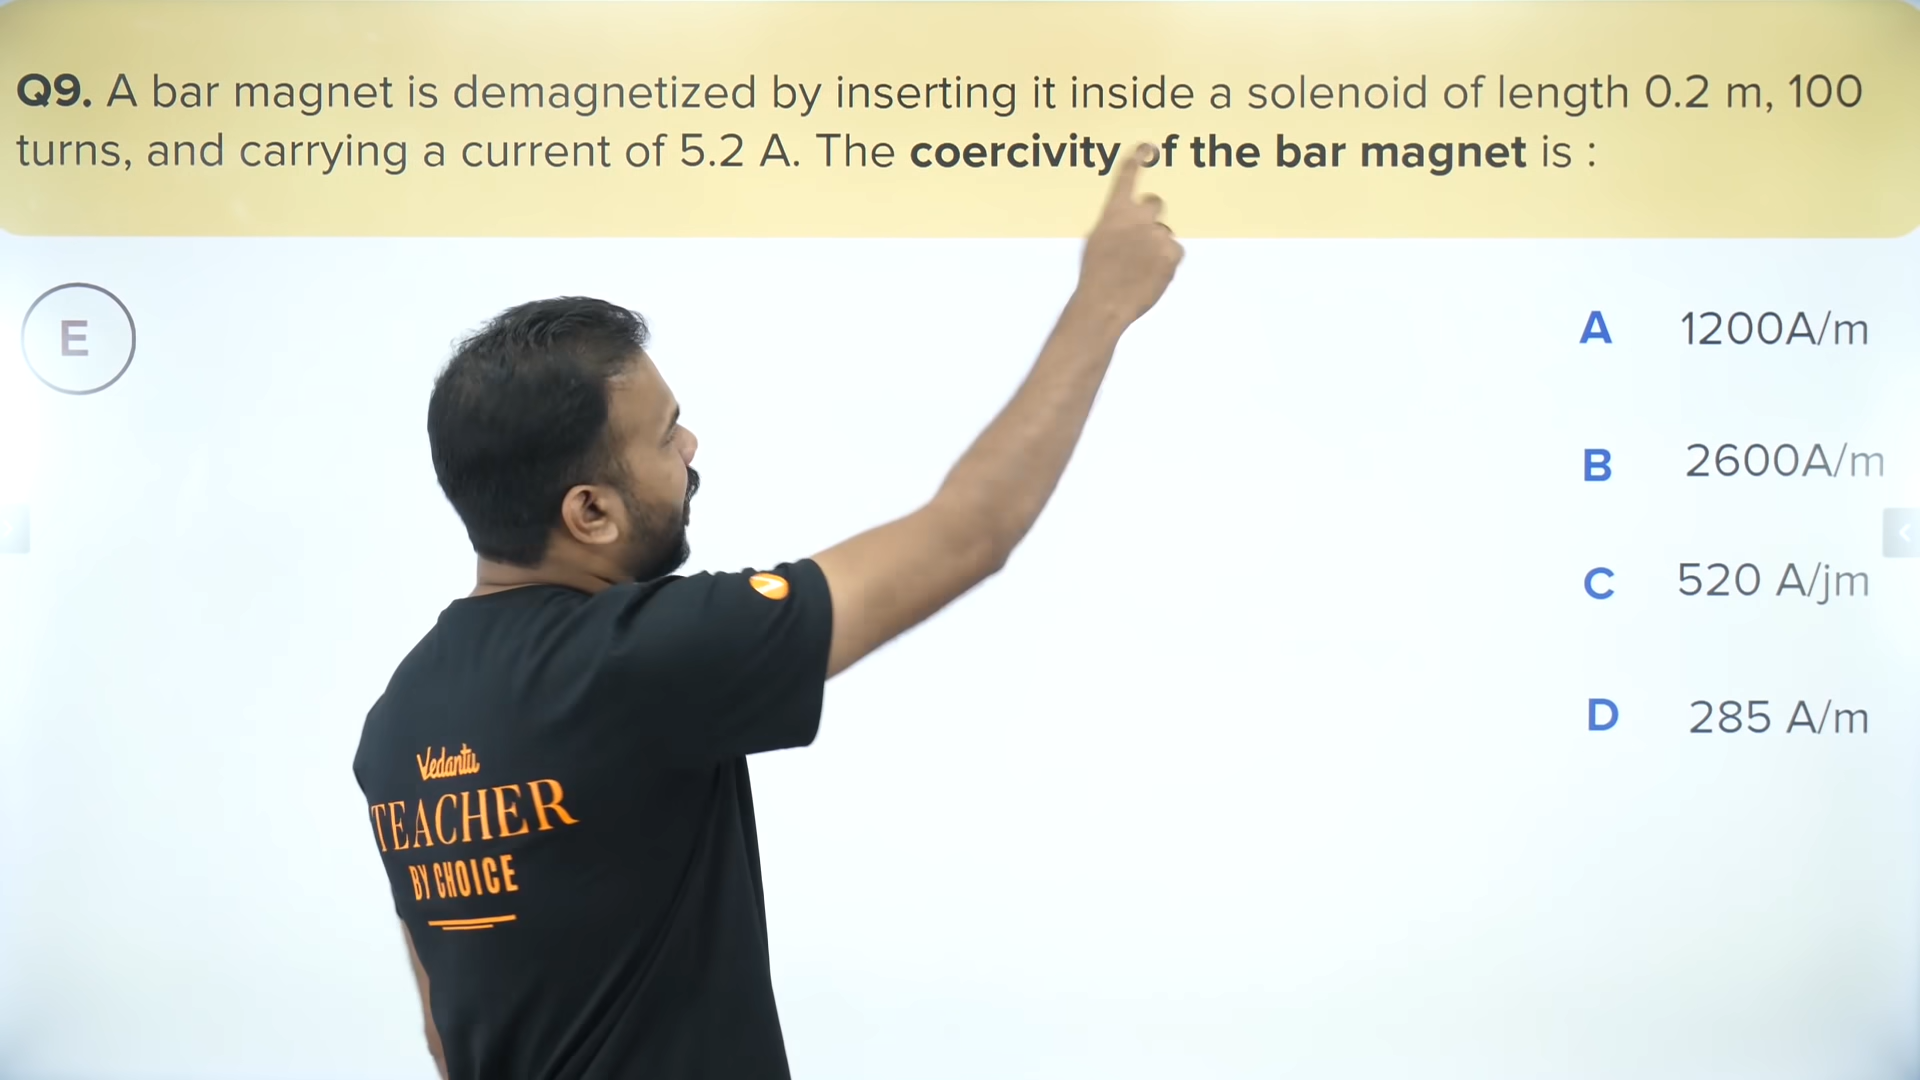 Q9. A bar magnet is demagnetized by inserting it inside a solenoid of length 0.2 m, 100
turns, and carrying a current of 5.2 A. The coercivity of the bar magnet is :
E
A 1200A/m
B 2600A/m
C 520 A/jm
D 285 A/m
Vedantu
TEACHER
BY CHOICE